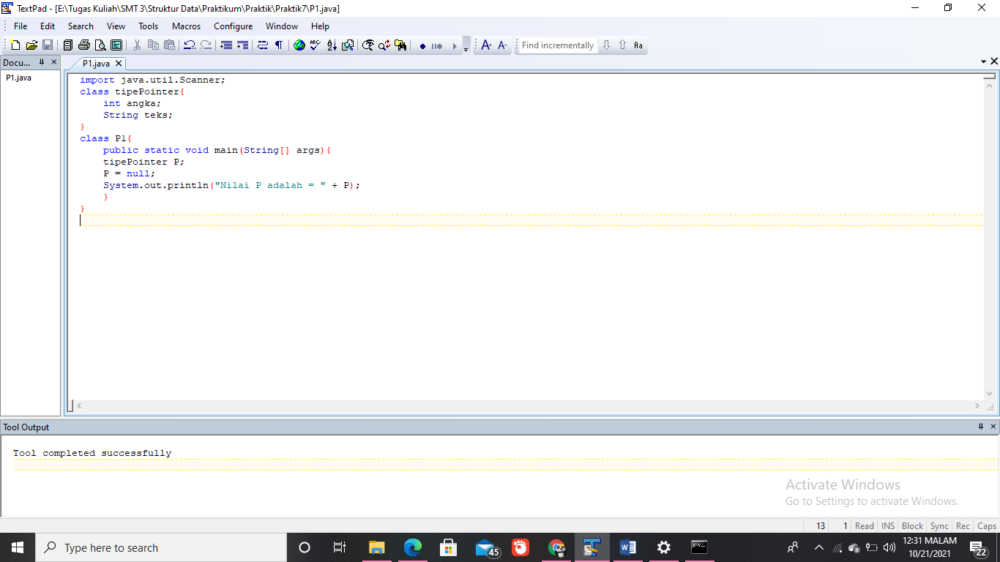 TextPad - [E:\Tugas Kuliah\SMT 3\Struktur Data\Praktikum\Praktik\Praktik7\P1.java]
File Edit Search View Tools Macros Configure Window Help
A+ A- Find incrementally Aa
Docu...
P1.java
P1.java
import java.util.Scanner;
class tipePointer{
    int angka;
    String teks;
}
class P1{
    public static void main(String[] args){
    tipePointer P;
    P = null;
    System.out.println("Nilai P adalah = " + P);
    }
}
Tool Output
Tool completed successfully
Activate Windows
Go to Settings to activate Windows.
13 1 Read INS Block Sync Rec Caps
Type here to search
45
12:31 MALAM
10/21/2021
22